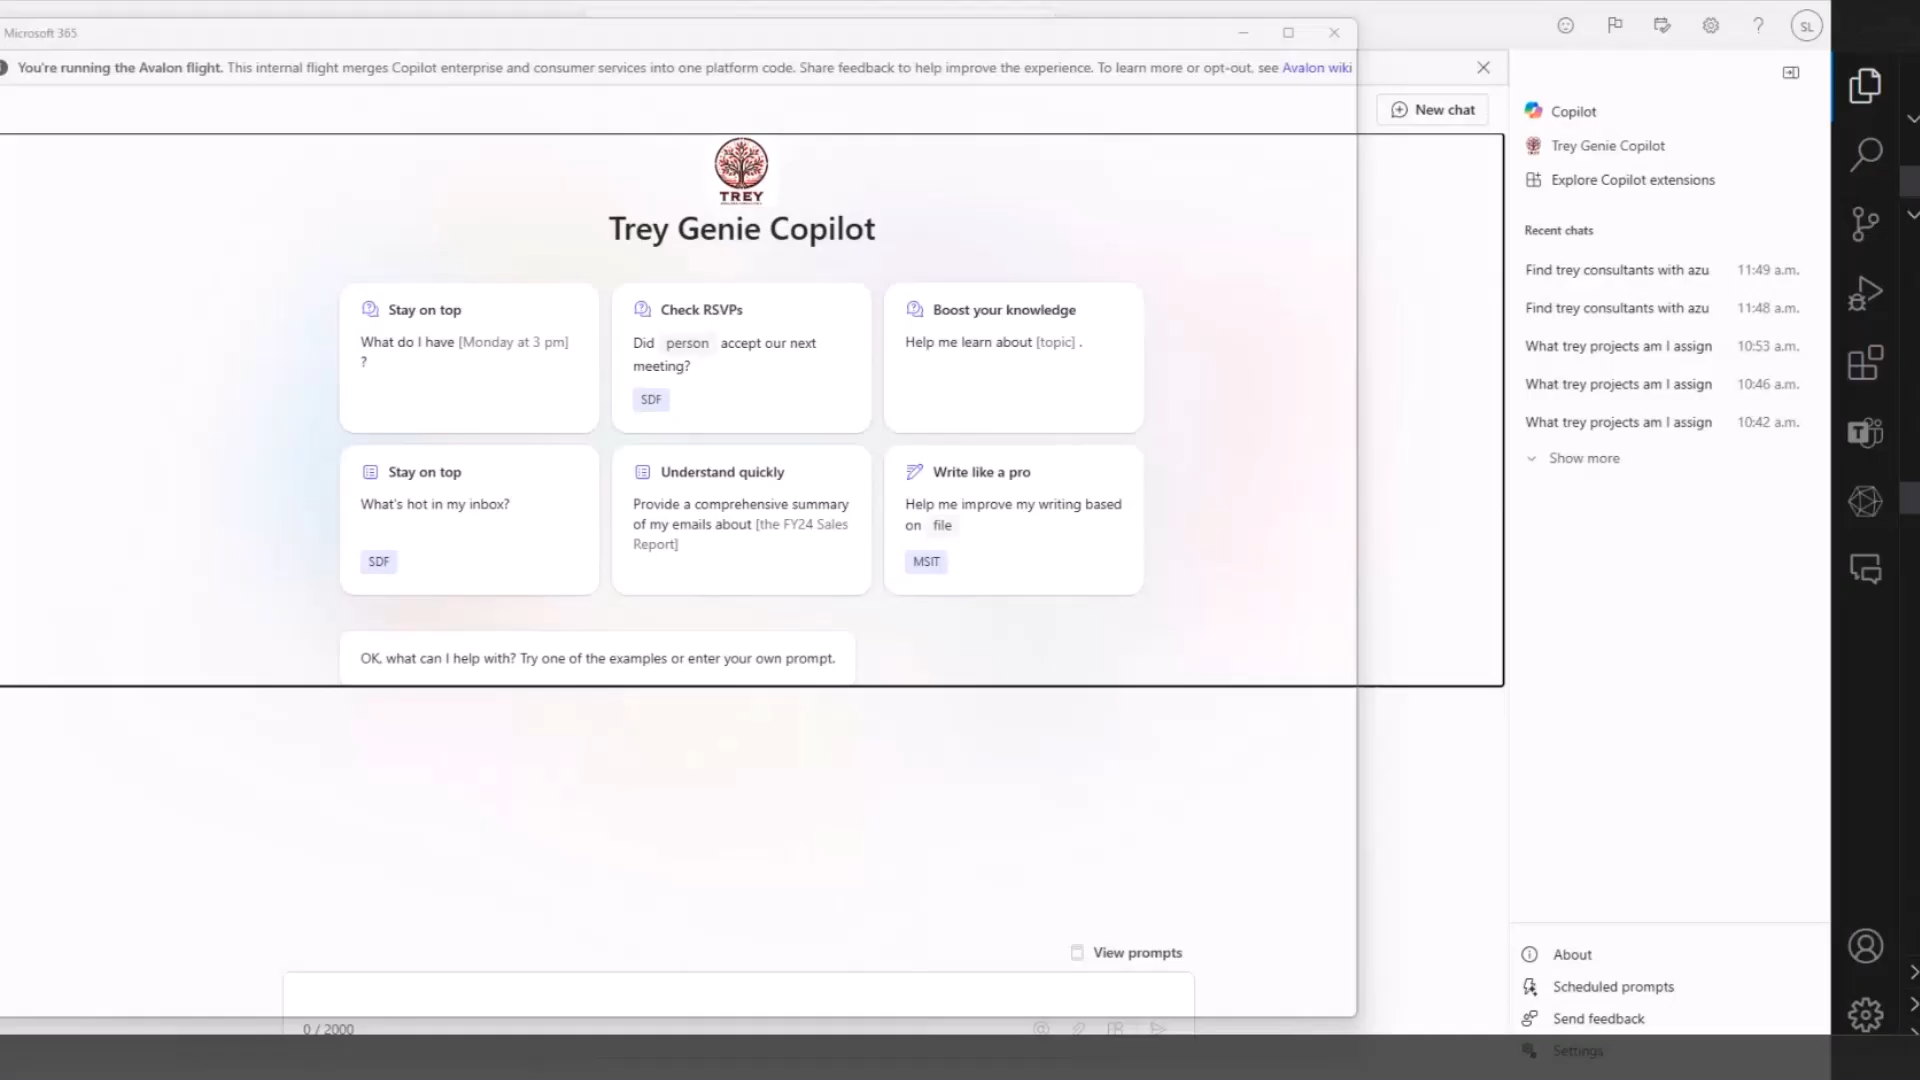 Microsoft 365
SL
You're running the Avalon flight. This internal flight merges Copilot enterprise and consumer services into one platform code. Share feedback to help improve the experience. To learn more or opt-out, see Avalon wiki
New chat
TREY
Trey Genie Copilot
Stay on top
What do I have [Monday at 3 pm]
?
Check RSVPs
Did person accept our next
meeting?
SDF
Boost your knowledge
Help me learn about [topic] .
Stay on top
What's hot in my inbox?
SDF
Understand quickly
Provide a comprehensive summary
of my emails about [the FY24 Sales
Report]
Write like a pro
Help me improve my writing based
on file
MSIT
OK, what can I help with? Try one of the examples or enter your own prompt.
View prompts
0 / 2000
Copilot
Trey Genie Copilot
Explore Copilot extensions
Recent chats
Find trey consultants with azu 11:49 a.m.
Find trey consultants with azu 11:48 a.m.
What trey projects am I assign 10:53 a.m.
What trey projects am I assign 10:46 a.m.
What trey projects am I assign 10:42 a.m.
Show more
About
Scheduled prompts
Send feedback
Settings